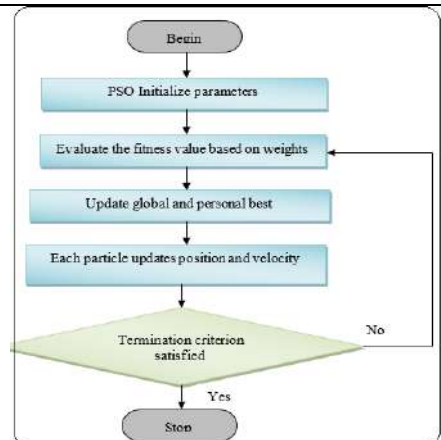 Begin
PSO Initialize parameters
Evaluate the fitness value based on weights
Update global and personal best
Each particle updates position and velocity
Termination criterion
satisfied
No
Yes
Stop